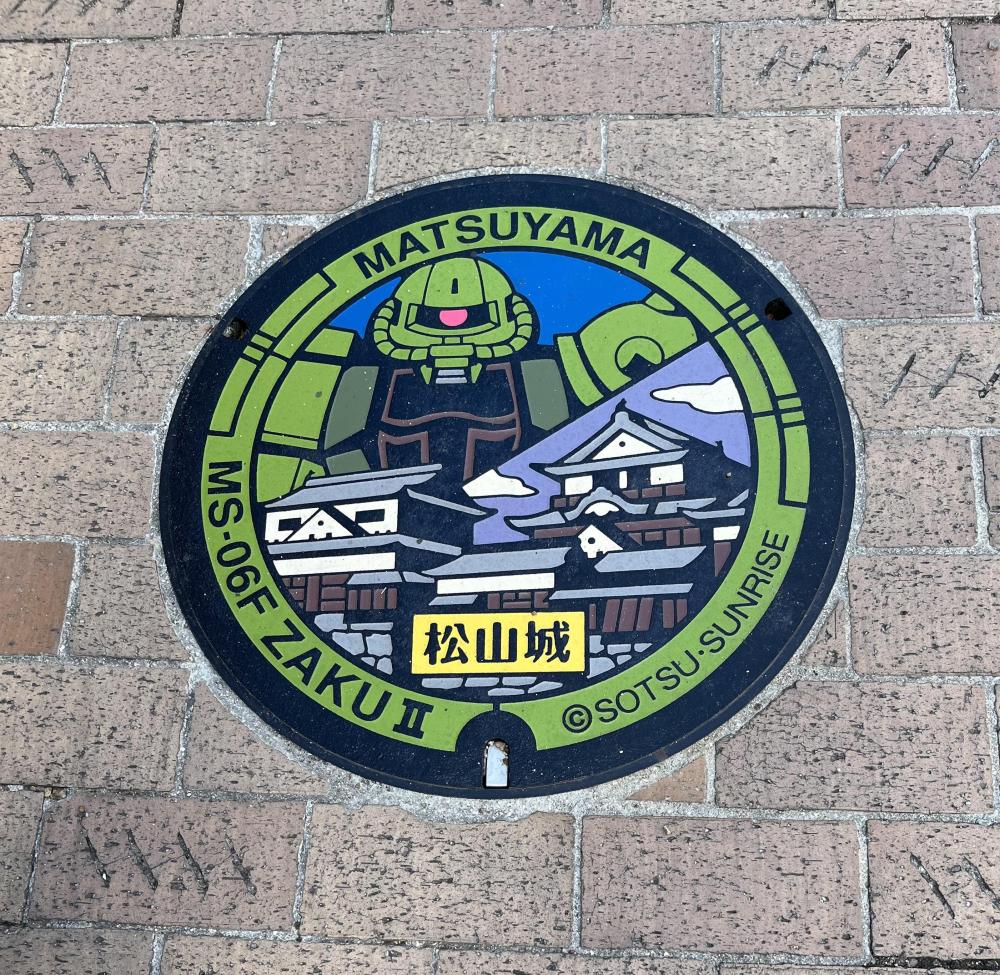 MATSUYAMA
MS-06F ZAKU II
©SOTSU·SUNRISE
松山城